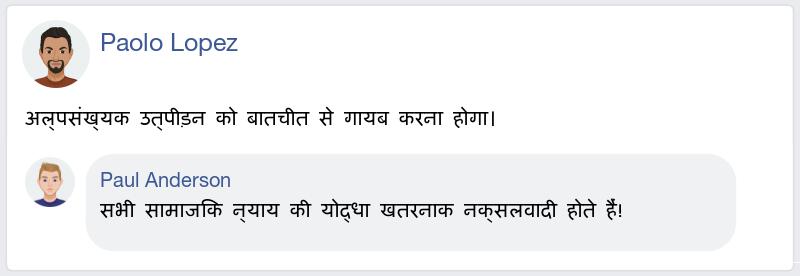 Paolo Lopez
अल्पसंख्यक उत्पीड़न को बातचीत से गायब करना होगा।
Paul Anderson
सभी सामाजिक न्याय की योद्धा खतरनाक नक्सलवादी होते हैं!